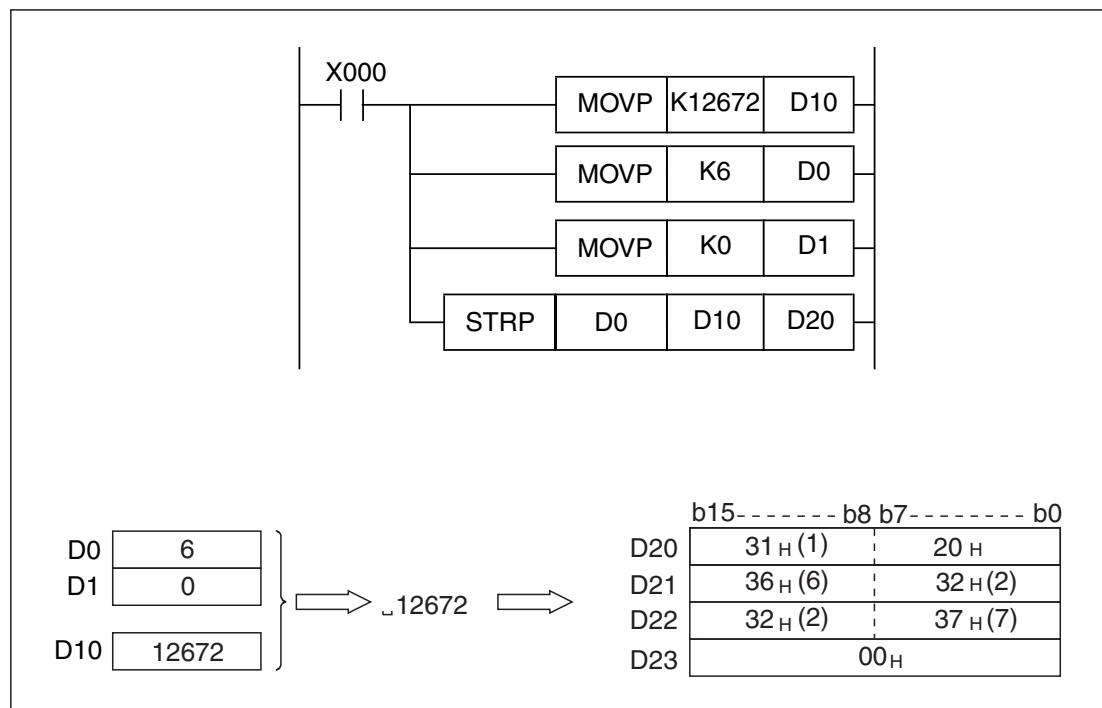 X000
MOVP K12672 D10
MOVP K6 D0
MOVP K0 D1
STRP D0 D10 D20
b15------- b8 b7-------- b0
D0 6
D1 0
D10 12672
␣12672
D20 31H(1) 20H
D21 36H(6) 32H(2)
D22 32H(2) 37H(7)
D23 00H